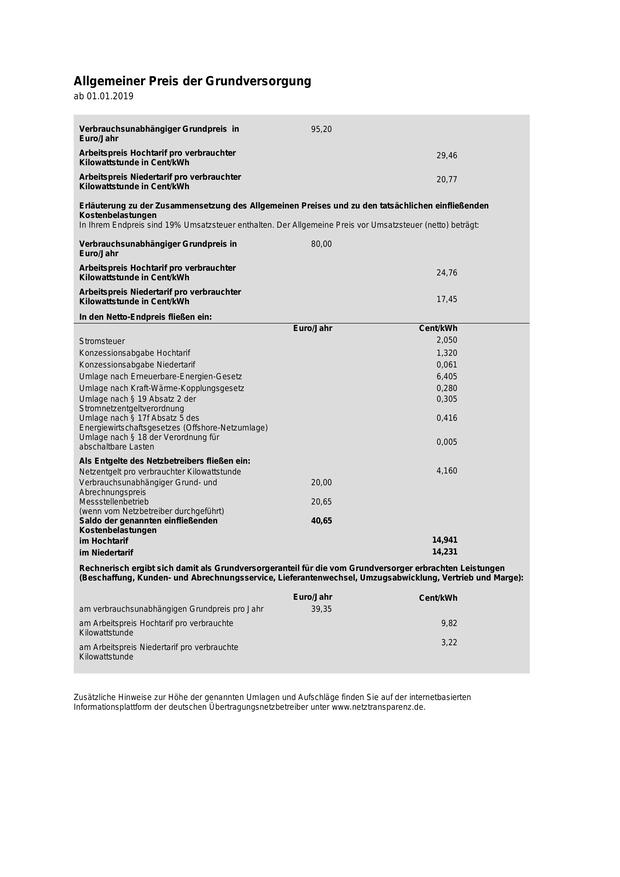 Allgemeiner Preis der Grundversorgung
ab 01.01.2019
Verbrauchsunabhängiger Grundpreis in 95,20
Euro/Jahr
Arbeitspreis Hochtarif pro verbrauchter
Kilowattstunde in Cent/kWh 29,46
Arbeitspreis Niedertarif pro verbrauchter
Kilowattstunde in Cent/kWh 20,77
Erläuterung zu der Zusammensetzung des Allgemeinen Preises und zu den tatsächlichen einfließenden
Kostenbelastungen
In Ihrem Endpreis sind 19% Umsatzsteuer enthalten. Der Allgemeine Preis vor Umsatzsteuer (netto) beträgt:
Verbrauchsunabhängiger Grundpreis in 80,00
Euro/Jahr
Arbeitspreis Hochtarif pro verbrauchter
Kilowattstunde in Cent/kWh 24,76
Arbeitspreis Niedertarif pro verbrauchter
Kilowattstunde in Cent/kWh 17,45
In den Netto-Endpreis fließen ein:
Euro/Jahr Cent/kWh
Stromsteuer 2,050
Konzessionsabgabe Hochtarif 1,320
Konzessionsabgabe Niedertarif 0,061
Umlage nach Erneuerbare-Energien-Gesetz 6,405
Umlage nach Kraft-Wärme-Kopplungsgesetz 0,280
Umlage nach § 19 Absatz 2 der 0,305
Stromnetzentgeltverordnung
Umlage nach § 17f Absatz 5 des 0,416
Energiewirtschaftsgesetzes (Offshore-Netzumlage)
Umlage nach § 18 der Verordnung für
abschaltbare Lasten 0,005
Als Entgelte des Netzbetreibers fließen ein:
Netzentgelt pro verbrauchter Kilowattstunde 4,160
Verbrauchsunabhängiger Grund- und 20,00
Abrechnungspreis
Messstellenbetrieb 20,65
(wenn vom Netzbetreiber durchgeführt)
Saldo der genannten einfließenden 40,65
Kostenbelastungen
im Hochtarif 14,941
im Niedertarif 14,231
Rechnerisch ergibt sich damit als Grundversorgeranteil für die vom Grundversorger erbrachten Leistungen
(Beschaffung, Kunden- und Abrechnungsservice, Lieferantenwechsel, Umzugsabwicklung, Vertrieb und Marge):
Euro/Jahr Cent/kWh
am verbrauchsunabhängigen Grundpreis pro Jahr 39,35
am Arbeitspreis Hochtarif pro verbrauchte 9,82
Kilowattstunde
am Arbeitspreis Niedertarif pro verbrauchte 3,22
Kilowattstunde
Zusätzliche Hinweise zur Höhe der genannten Umlagen und Aufschläge finden Sie auf der internetbasierten
Informationsplattform der deutschen Übertragungsnetzbetreiber unter www.netztransparenz.de.